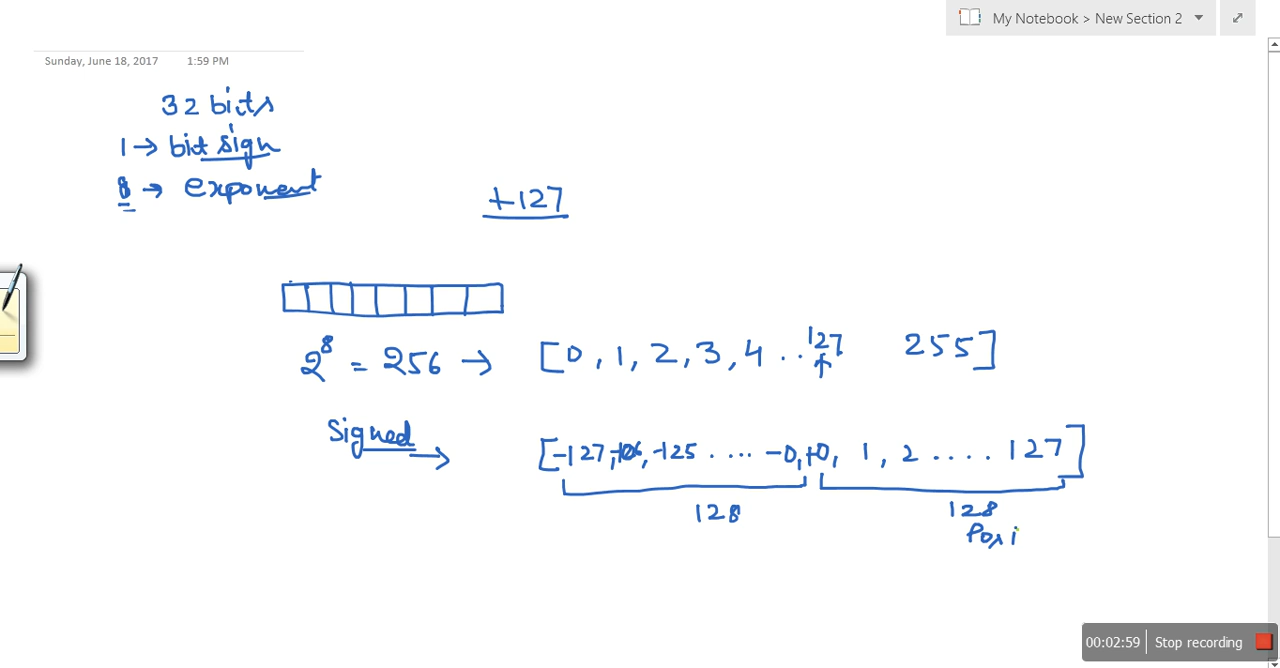 My Notebook > New Section 2
Sunday, June 18, 2017 1:59 PM
32 bits
1 → bit sign
8 → exponent
+127
2^8 = 256 → [0, 1, 2, 3, 4 .. 127 255]
Signed → [-127, -126, -125 .... -0, +0, 1, 2 .... 127]
128 128
Posi
00:02:59 Stop recording